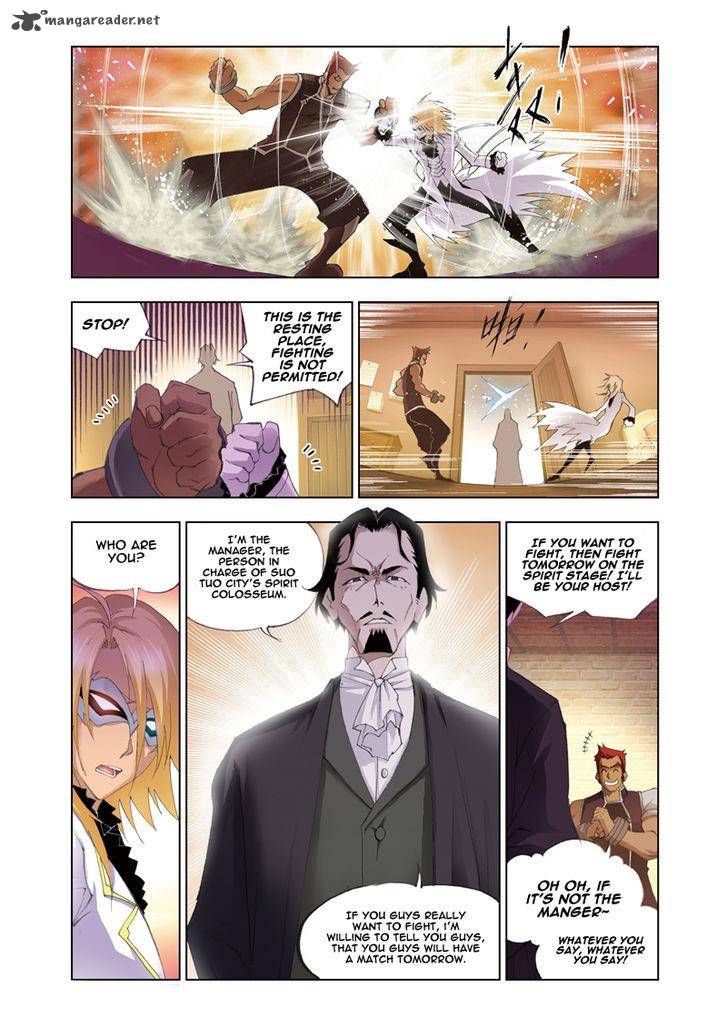 mangareader.net
啪!
STOP!
THIS IS THE
RESTING
PLACE,
FIGHTING
IS NOT
PERMITTED!
WHO ARE
YOU?
I'M THE
MANAGER, THE
PERSON IN
CHARGE OF SUO
TUO CITY'S SPIRIT
COLOSSEUM.
IF YOU GUYS REALLY
WANT TO FIGHT, I'M
WILLING TO TELL YOU GUYS,
THAT YOU GUYS WILL HAVE
A MATCH TOMORROW.
IF YOU WANT TO
FIGHT, THEN FIGHT
TOMORROW ON THE
SPIRIT STAGE! I'LL
BE YOUR HOST!
OH OH, IF
IT'S NOT THE
MANGER~
WHATEVER YOU
SAY, WHATEVER
YOU SAY!